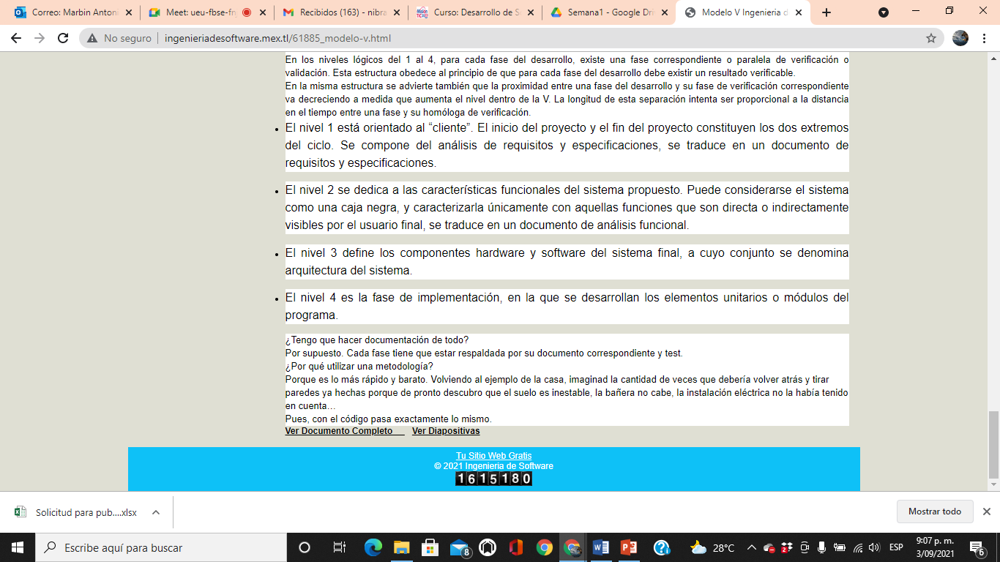 Correo: Marbin Antoni
Meet: ueu-fbse-fn
Recibidos (163) - nibra
Curso: Desarrollo de S
Semana1 - Google Dri
Modelo V Ingenieria d
No seguro
ingenieriadesoftware.mex.tl/61885_modelo-v.html
En los niveles lógicos del 1 al 4, para cada fase del desarrollo, existe una fase correspondiente o paralela de verificación o
validación. Esta estructura obedece al principio de que para cada fase del desarrollo debe existir un resultado verificable.
En la misma estructura se advierte también que la proximidad entre una fase del desarrollo y su fase de verificación correspondiente
va decreciendo a medida que aumenta el nivel dentro de la V. La longitud de esta separación intenta ser proporcional a la distancia
en el tiempo entre una fase y su homóloga de verificación.
• El nivel 1 está orientado al “cliente”. El inicio del proyecto y el fin del proyecto constituyen los dos extremos
del ciclo. Se compone del análisis de requisitos y especificaciones, se traduce en un documento de
requisitos y especificaciones.
• El nivel 2 se dedica a las características funcionales del sistema propuesto. Puede considerarse el sistema
como una caja negra, y caracterizarla únicamente con aquellas funciones que son directa o indirectamente
visibles por el usuario final, se traduce en un documento de análisis funcional.
• El nivel 3 define los componentes hardware y software del sistema final, a cuyo conjunto se denomina
arquitectura del sistema.
• El nivel 4 es la fase de implementación, en la que se desarrollan los elementos unitarios o módulos del
programa.
¿Tengo que hacer documentación de todo?
Por supuesto. Cada fase tiene que estar respaldada por su documento correspondiente y test.
¿Por qué utilizar una metodología?
Porque es lo más rápido y barato. Volviendo al ejemplo de la casa, imaginad la cantidad de veces que debería volver atrás y tirar
paredes ya hechas porque de pronto descubro que el suelo es inestable, la bañera no cabe, la instalación eléctrica no la había tenido
en cuenta…
Pues, con el código pasa exactamente lo mismo.
Ver Documento Completo Ver Diapositivas
Tu Sitio Web Gratis
© 2021 Ingenieria de Software
1615180
Solicitud para pub....xlsx
Mostrar todo
Escribe aquí para buscar
8
28°C
ESP
9:07 p. m.
3/09/2021
6